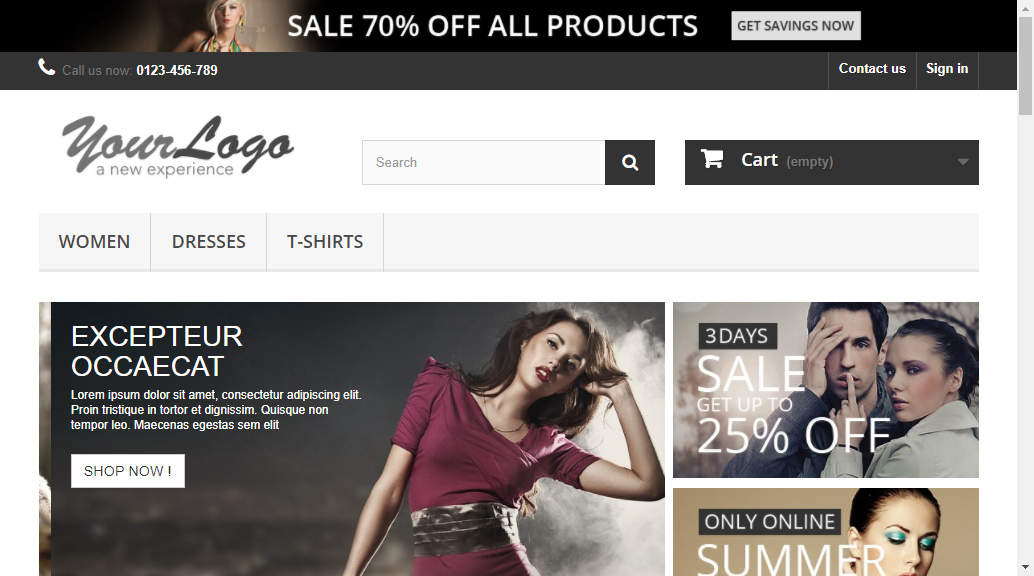 SALE 70% OFF ALL PRODUCTS
GET SAVINGS NOW
Call us now: 0123-456-789
Contact us
Sign in
YourLogo
a new experience
Search
Cart (empty)
WOMEN
DRESSES
T-SHIRTS
EXCEPTEUR
OCCAECAT
Lorem ipsum dolor sit amet, consectetur adipiscing elit.
Proin tristique in tortor et dignissim. Quisque non
tempor leo. Maecenas egestas sem elit
SHOP NOW !
3 DAYS
SALE
GET UP TO
25% OFF
ONLY ONLINE
SUMMER